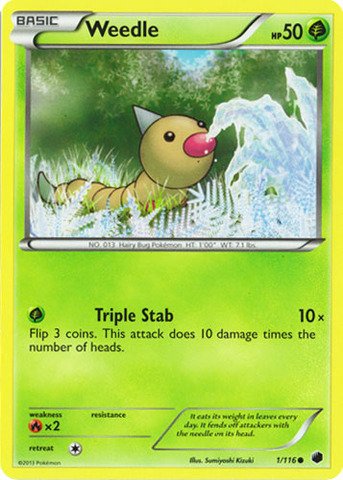 BASIC
Weedle
HP50
NO. 013 Hairy Bug Pokémon HT. 1'00" WT. 7.1 lbs.
Triple Stab 10×
Flip 3 coins. This attack does 10 damage times the
number of heads.
weakness
×2
resistance
retreat
It eats its weight in leaves every
day. It fends off attackers with
the needle on its head.
©2013 Pokémon
Illus. Sumiyoshi Kizuki
1/116